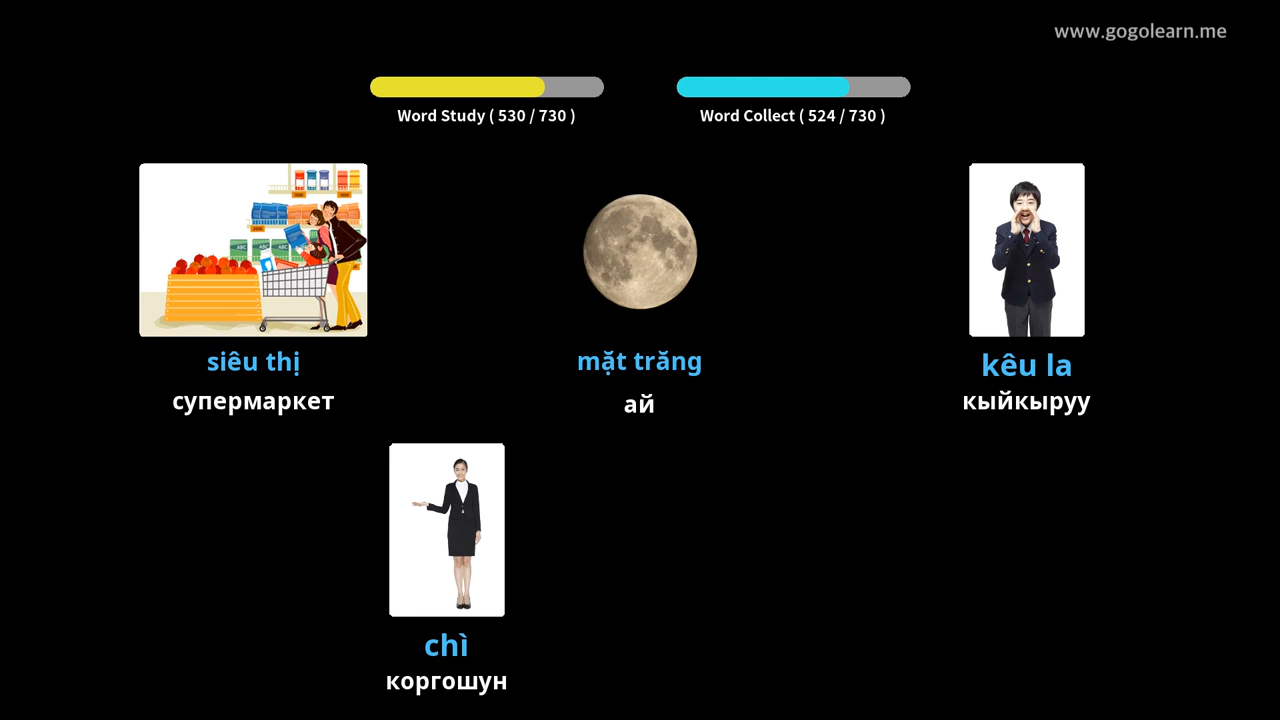 www.gogolearn.me
Word Study ( 530 / 730 )
Word Collect ( 524 / 730 )
siêu thị
супермаркет
mặt trăng
ай
kêu la
кыйкыруу
chì
коргошун